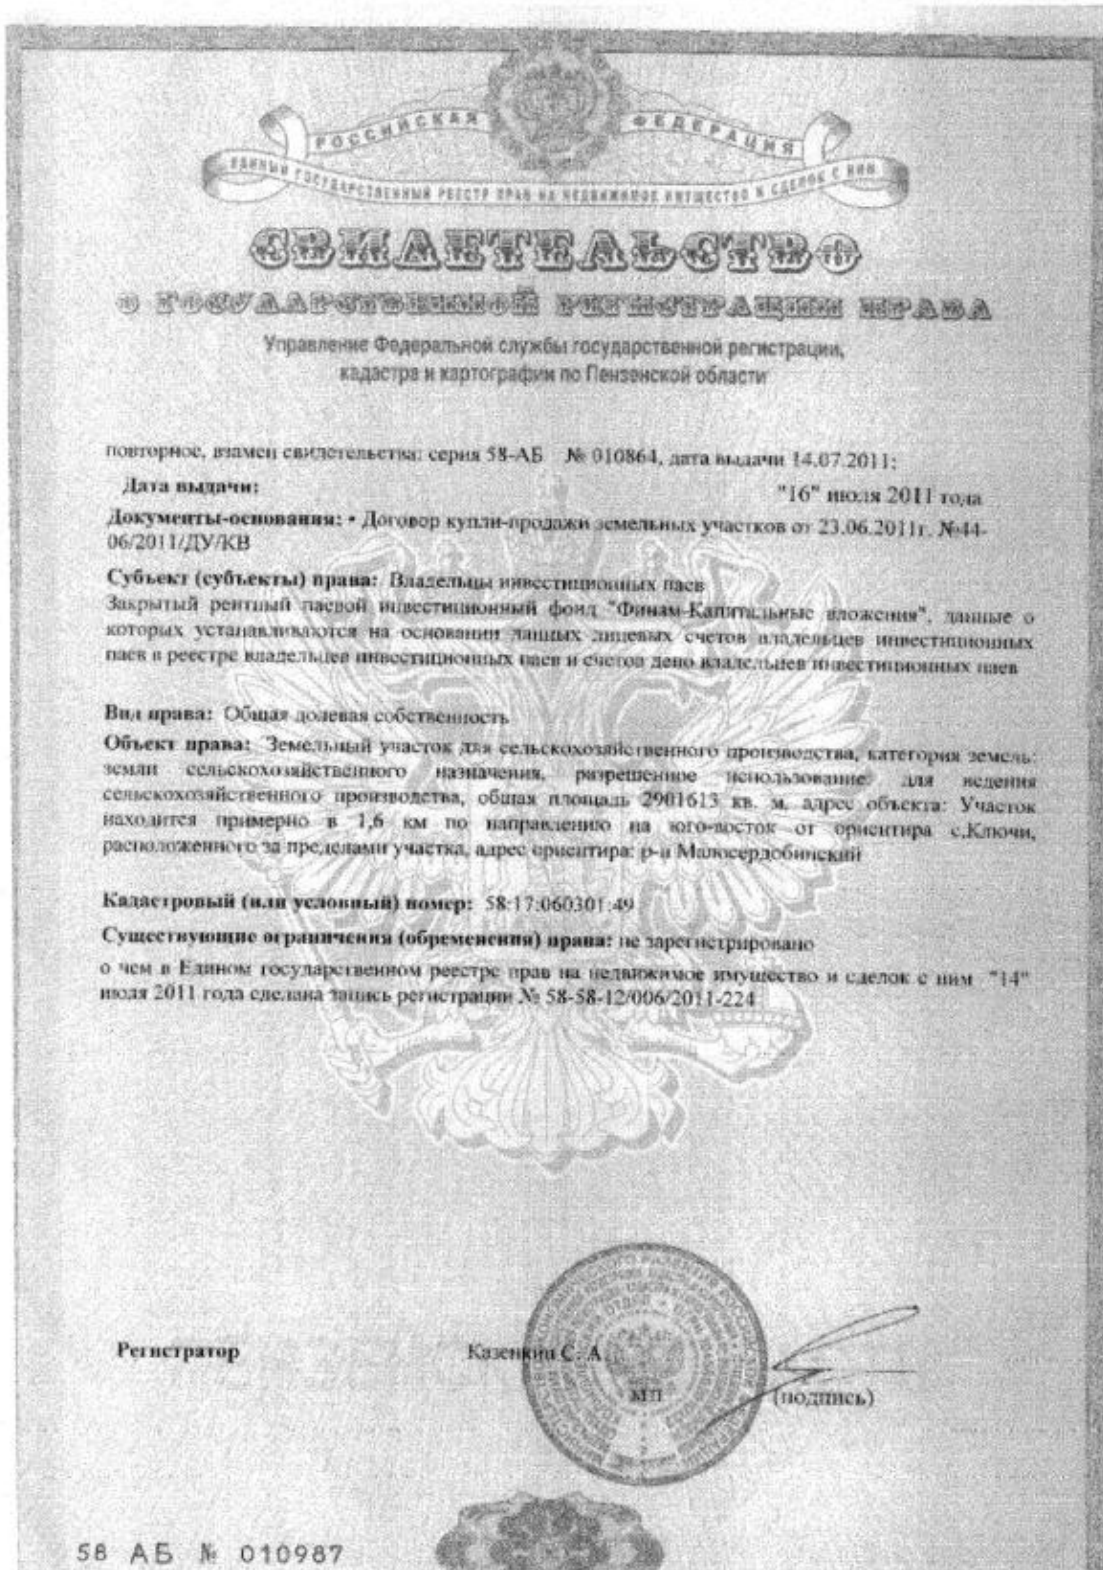 РОССИЙСКАЯ ФЕДЕРАЦИЯ
ЕДИНЫЙ ГОСУДАРСТВЕННЫЙ РЕЕСТР ПРАВ НА НЕДВИЖИМОЕ ИМУЩЕСТВО И СДЕЛОК С НИМ
СВИДЕТЕЛЬСТВО
О ГОСУДАРСТВЕННОЙ РЕГИСТРАЦИИ ПРАВА
Управление Федеральной службы государственной регистрации,
кадастра и картографии по Пензенской области
повторное, взамен свидетельства: серия 58-АБ № 010864, дата выдачи 14.07.2011;
Дата выдачи: "16" июля 2011 года
Документы-основания: • Договор купли-продажи земельных участков от 23.06.2011г. №44-
06/2011/ДУ/КВ
Субъект (субъекты) права: Владельцы инвестиционных паев
Закрытый рентный паевой инвестиционный фонд "Финам-Капитальные вложения", данные о
которых устанавливаются на основании данных лицевых счетов владельцев инвестиционных
паев в реестре владельцев инвестиционных паев и счетов депо владельцев инвестиционных паев
Вид права: Общая долевая собственность
Объект права: Земельный участок для сельскохозяйственного производства, категория земель:
земли сельскохозяйственного назначения, разрешенное использование: для ведения
сельскохозяйственного производства, общая площадь 2901613 кв. м, адрес объекта: Участок
находится примерно в 1,6 км по направлению на юго-восток от ориентира с.Ключи,
расположенного за пределами участка, адрес ориентира: р-н Малосердобинский
Кадастровый (или условный) номер: 58:17:060301:49
Существующие ограничения (обременения) права: не зарегистрировано
о чем в Едином государственном реестре прав на недвижимое имущество и сделок с ним "14"
июля 2011 года сделана запись регистрации № 58-58-12/006/2011-224
Регистратор Казенкин С. А.
МП
(подпись)
58 АБ № 010987